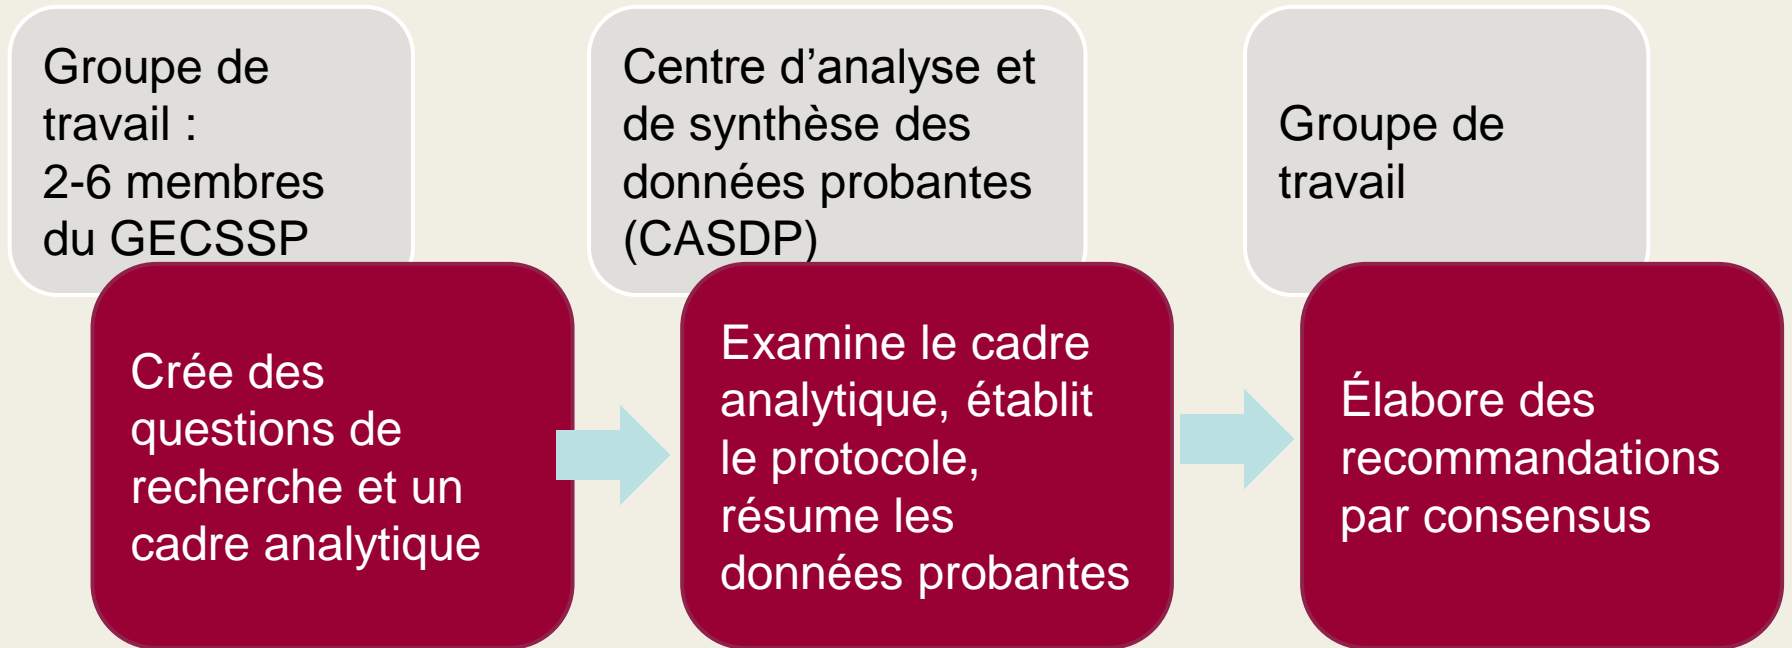 Groupe de
travail :
2-6 membres
du GECSSP
Crée des
questions de
recherche et un
cadre analytique
Centre d’analyse et
de synthèse des
données probantes
(CASDP)
Examine le cadre
analytique, établit
le protocole,
résume les
données probantes
Groupe de
travail
Élabore des
recommandations
par consensus